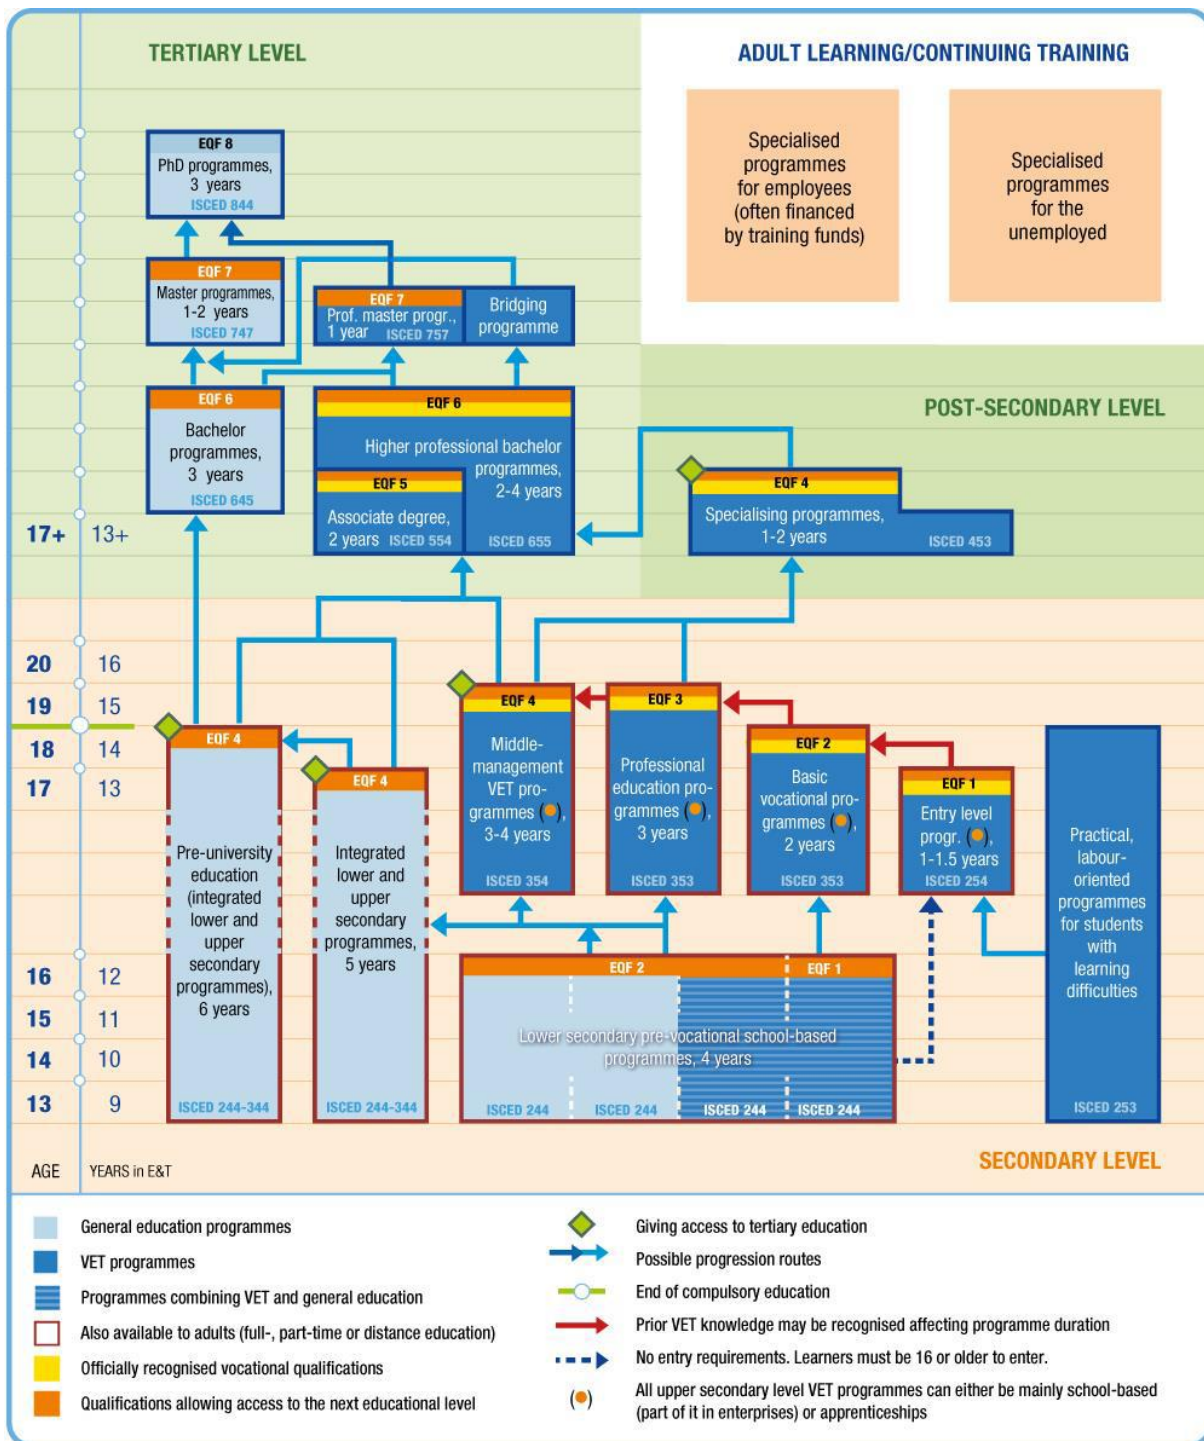 TERTIARY LEVEL
ADULT LEARNING/CONTINUING TRAINING
Specialised
programmes
for employees
(often financed
by training funds)
Specialised
programmes
for the
unemployed
EQF 8
PhD programmes,
3 years
ISCED 844
EQF 7
Master programmes,
1-2 years
ISCED 747
EQF 7
Prof. master progr.,
1 year ISCED 757
Bridging
programme
POST-SECONDARY LEVEL
EQF 6
Bachelor
programmes,
3 years
ISCED 645
EQF 6
Higher professional bachelor
programmes,
2-4 years
ISCED 655
EQF 5
Associate degree,
2 years ISCED 554
EQF 4
Specialising programmes,
1-2 years
ISCED 453
17+ 13+
20 16
19 15
18 14
17 13
16 12
15 11
14 10
13 9
AGE YEARS in E&T
EQF 4
Pre-university
education
(integrated
lower and
upper
secondary
programmes),
6 years
ISCED 244-344
EQF 4
Integrated
lower and
upper
secondary
programmes,
5 years
ISCED 244-344
EQF 4
Middle-
management
VET pro-
grammes (●),
3-4 years
ISCED 354
EQF 3
Professional
education pro-
grammes (●),
3 years
ISCED 353
EQF 2
Basic
vocational pro-
grammes (●),
2 years
ISCED 353
EQF 1
Entry level
progr. (●),
1-1.5 years
ISCED 254
Practical,
labour-
oriented
programmes
for students
with
learning
difficulties
ISCED 253
EQF 2 EQF 1
Lower secondary pre-vocational school-based
programmes, 4 years
ISCED 244 ISCED 244 ISCED 244 ISCED 244
SECONDARY LEVEL
General education programmes
VET programmes
Programmes combining VET and general education
Also available to adults (full-, part-time or distance education)
Officially recognised vocational qualifications
Qualifications allowing access to the next educational level
Giving access to tertiary education
Possible progression routes
End of compulsory education
Prior VET knowledge may be recognised affecting programme duration
No entry requirements. Learners must be 16 or older to enter.
(●) All upper secondary level VET programmes can either be mainly school-based
(part of it in enterprises) or apprenticeships